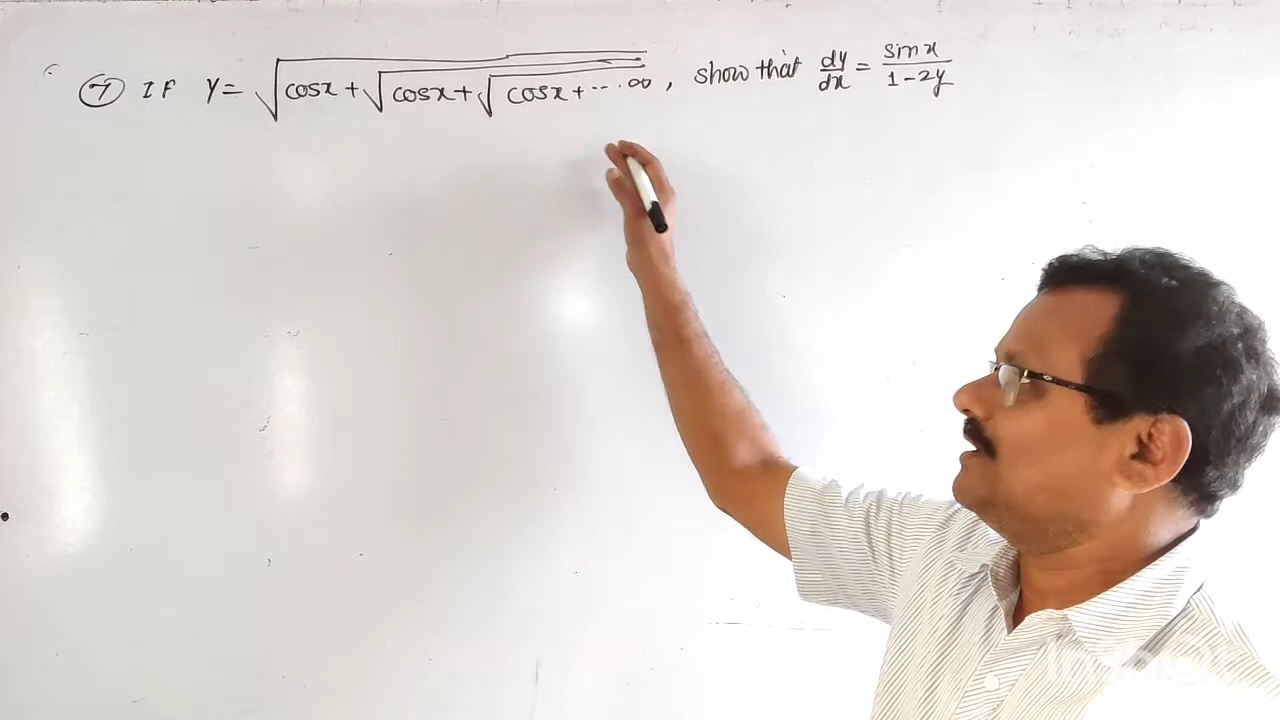 7 IF y = √(cosx + √(cosx + √(cosx + ... ∞))) , show that dy/dx = sinx/(1-2y)